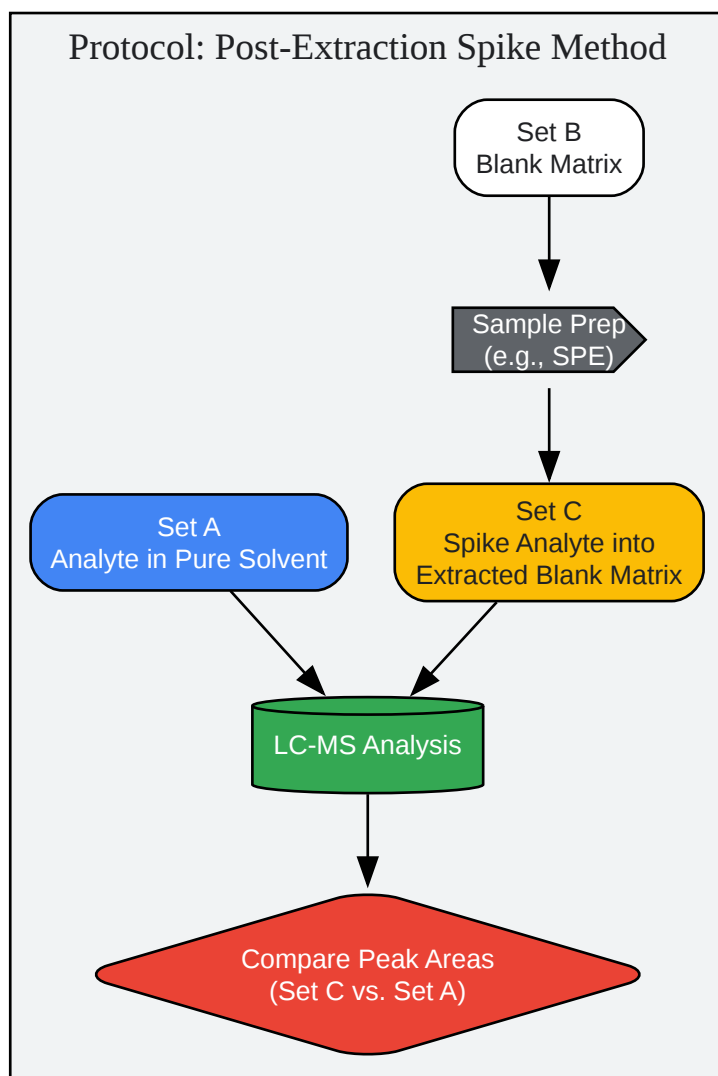 Protocol: Post-Extraction Spike Method
Set B
Blank Matrix
Sample Prep
(e.g., SPE)
Set A
Analyte in Pure Solvent
Set C
Spike Analyte into
Extracted Blank Matrix
LC-MS Analysis
Compare Peak Areas
(Set C vs. Set A)